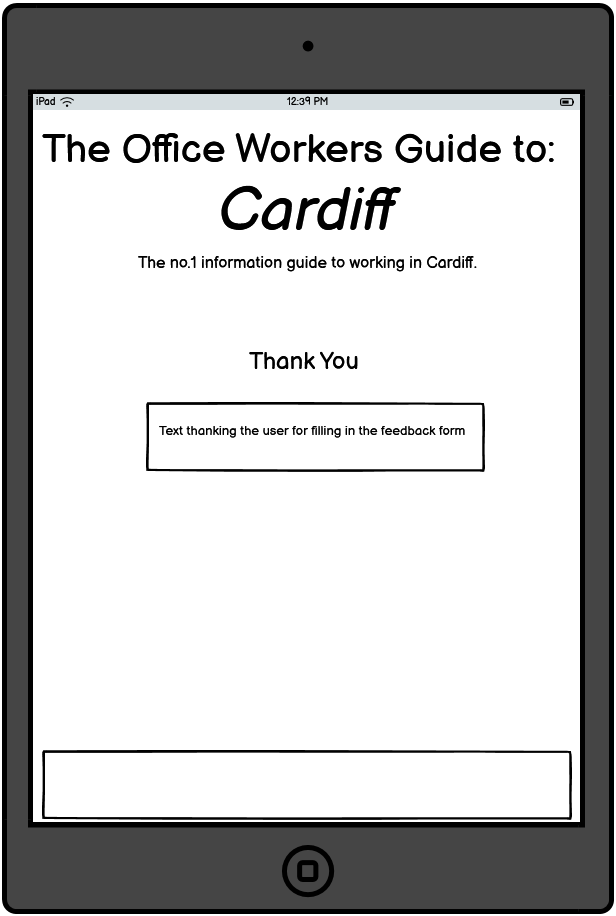 iPad 12:39 PM
The Office Workers Guide to:
Cardiff
The no.1 information guide to working in Cardiff.
Thank You
Text thanking the user for filling in the feedback form